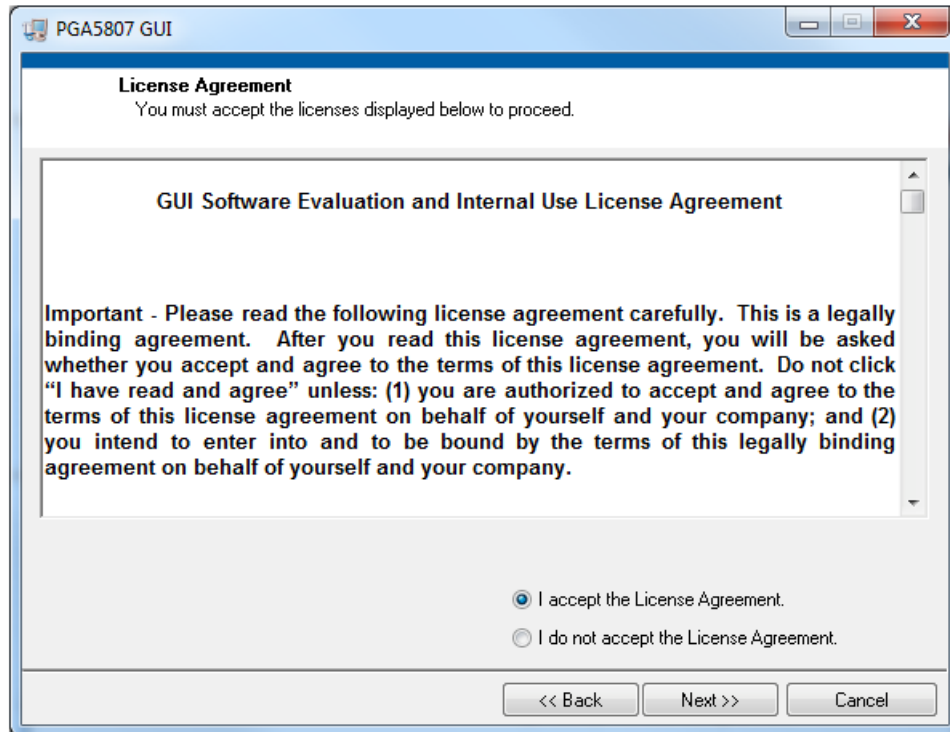 PGA5807 GUI
License Agreement
You must accept the licenses displayed below to proceed.
GUI Software Evaluation and Internal Use License Agreement
Important - Please read the following license agreement carefully.  This is a legally
binding agreement.  After you read this license agreement, you will be asked
whether you accept and agree to the terms of this license agreement.  Do not click
“I have read and agree” unless: (1) you are authorized to accept and agree to the
terms of this license agreement on behalf of yourself and your company; and (2)
you intend to enter into and to be bound by the terms of this legally binding
agreement on behalf of yourself and your company.
I accept the License Agreement.
I do not accept the License Agreement.
<< Back
Next >>
Cancel